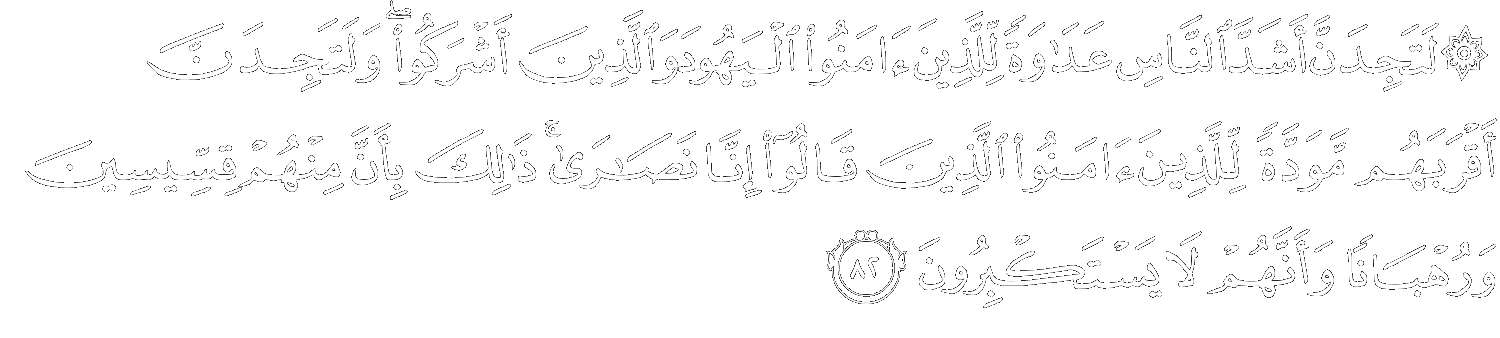 ۞ لَتَجِدَنَّ أَشَدَّ ٱلنَّاسِ عَدَٰوَةً لِّلَّذِينَ ءَامَنُوا۟ ٱلْيَهُودَ وَٱلَّذِينَ أَشْرَكُوا۟ ۖ وَلَتَجِدَنَّ
أَقْرَبَهُم مَّوَدَّةً لِّلَّذِينَ ءَامَنُوا۟ ٱلَّذِينَ قَالُوٓا۟ إِنَّا نَصَٰرَىٰ ۚ ذَٰلِكَ بِأَنَّ مِنْهُمْ قِسِّيسِينَ
وَرُهْبَانًا وَأَنَّهُمْ لَا يَسْتَكْبِرُونَ ٨٢